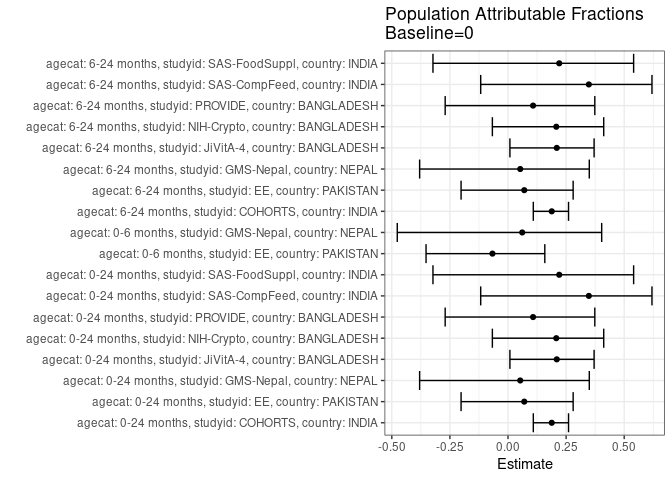 Population Attributable Fractions
Baseline=0
agecat: 6-24 months, studyid: SAS-FoodSuppl, country: INDIA
agecat: 6-24 months, studyid: SAS-CompFeed, country: INDIA
agecat: 6-24 months, studyid: PROVIDE, country: BANGLADESH
agecat: 6-24 months, studyid: NIH-Crypto, country: BANGLADESH
agecat: 6-24 months, studyid: JiVitA-4, country: BANGLADESH
agecat: 6-24 months, studyid: GMS-Nepal, country: NEPAL
agecat: 6-24 months, studyid: EE, country: PAKISTAN
agecat: 6-24 months, studyid: COHORTS, country: INDIA
agecat: 0-6 months, studyid: GMS-Nepal, country: NEPAL
agecat: 0-6 months, studyid: EE, country: PAKISTAN
agecat: 0-24 months, studyid: SAS-FoodSuppl, country: INDIA
agecat: 0-24 months, studyid: SAS-CompFeed, country: INDIA
agecat: 0-24 months, studyid: PROVIDE, country: BANGLADESH
agecat: 0-24 months, studyid: NIH-Crypto, country: BANGLADESH
agecat: 0-24 months, studyid: JiVitA-4, country: BANGLADESH
agecat: 0-24 months, studyid: GMS-Nepal, country: NEPAL
agecat: 0-24 months, studyid: EE, country: PAKISTAN
agecat: 0-24 months, studyid: COHORTS, country: INDIA
-0.50 -0.25 0.00 0.25 0.50
Estimate